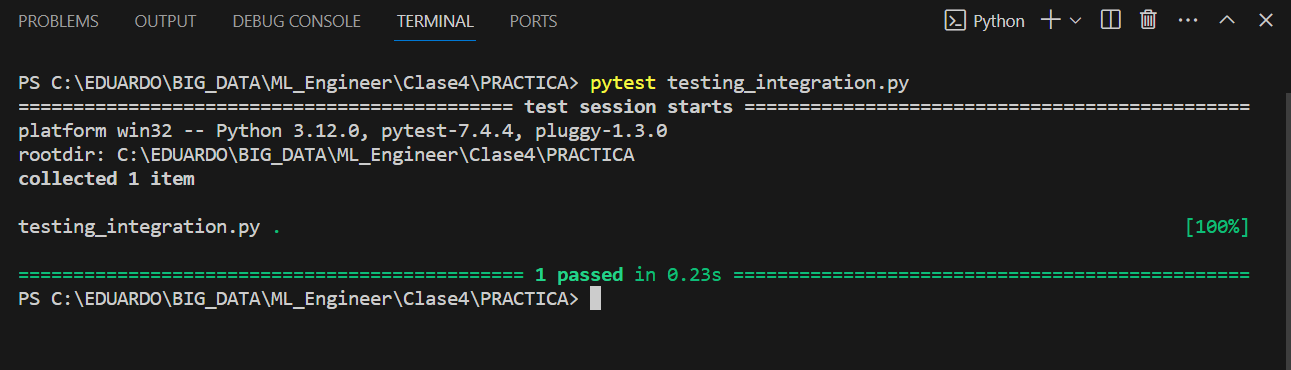 PROBLEMS OUTPUT DEBUG CONSOLE TERMINAL PORTS Python
PS C:\EDUARDO\BIG_DATA\ML_Engineer\Clase4\PRACTICA> pytest testing_integration.py
============================================= test session starts ==============================================
platform win32 -- Python 3.12.0, pytest-7.4.4, pluggy-1.3.0
rootdir: C:\EDUARDO\BIG_DATA\ML_Engineer\Clase4\PRACTICA
collected 1 item
testing_integration.py . [100%]
============================================== 1 passed in 0.23s ===============================================
PS C:\EDUARDO\BIG_DATA\ML_Engineer\Clase4\PRACTICA>